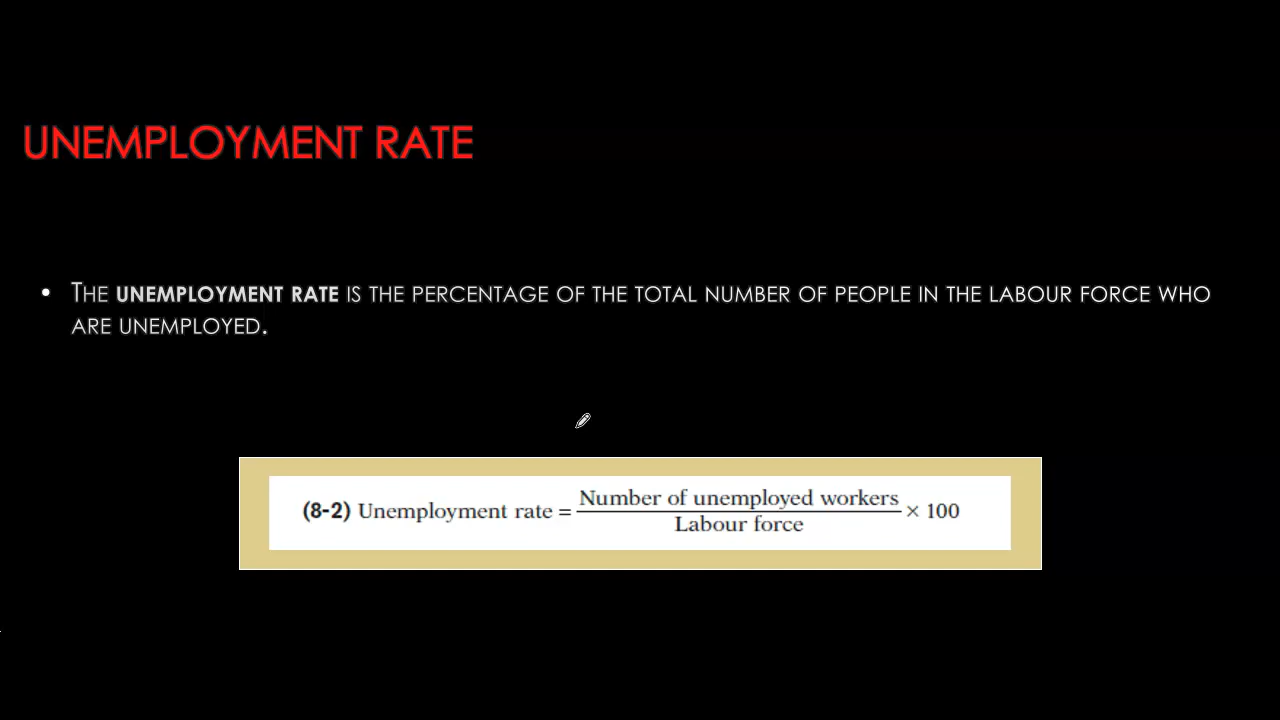 UNEMPLOYMENT RATE
• THE UNEMPLOYMENT RATE IS THE PERCENTAGE OF THE TOTAL NUMBER OF PEOPLE IN THE LABOUR FORCE WHO
ARE UNEMPLOYED.
(8-2) Unemployment rate = Number of unemployed workers / Labour force × 100